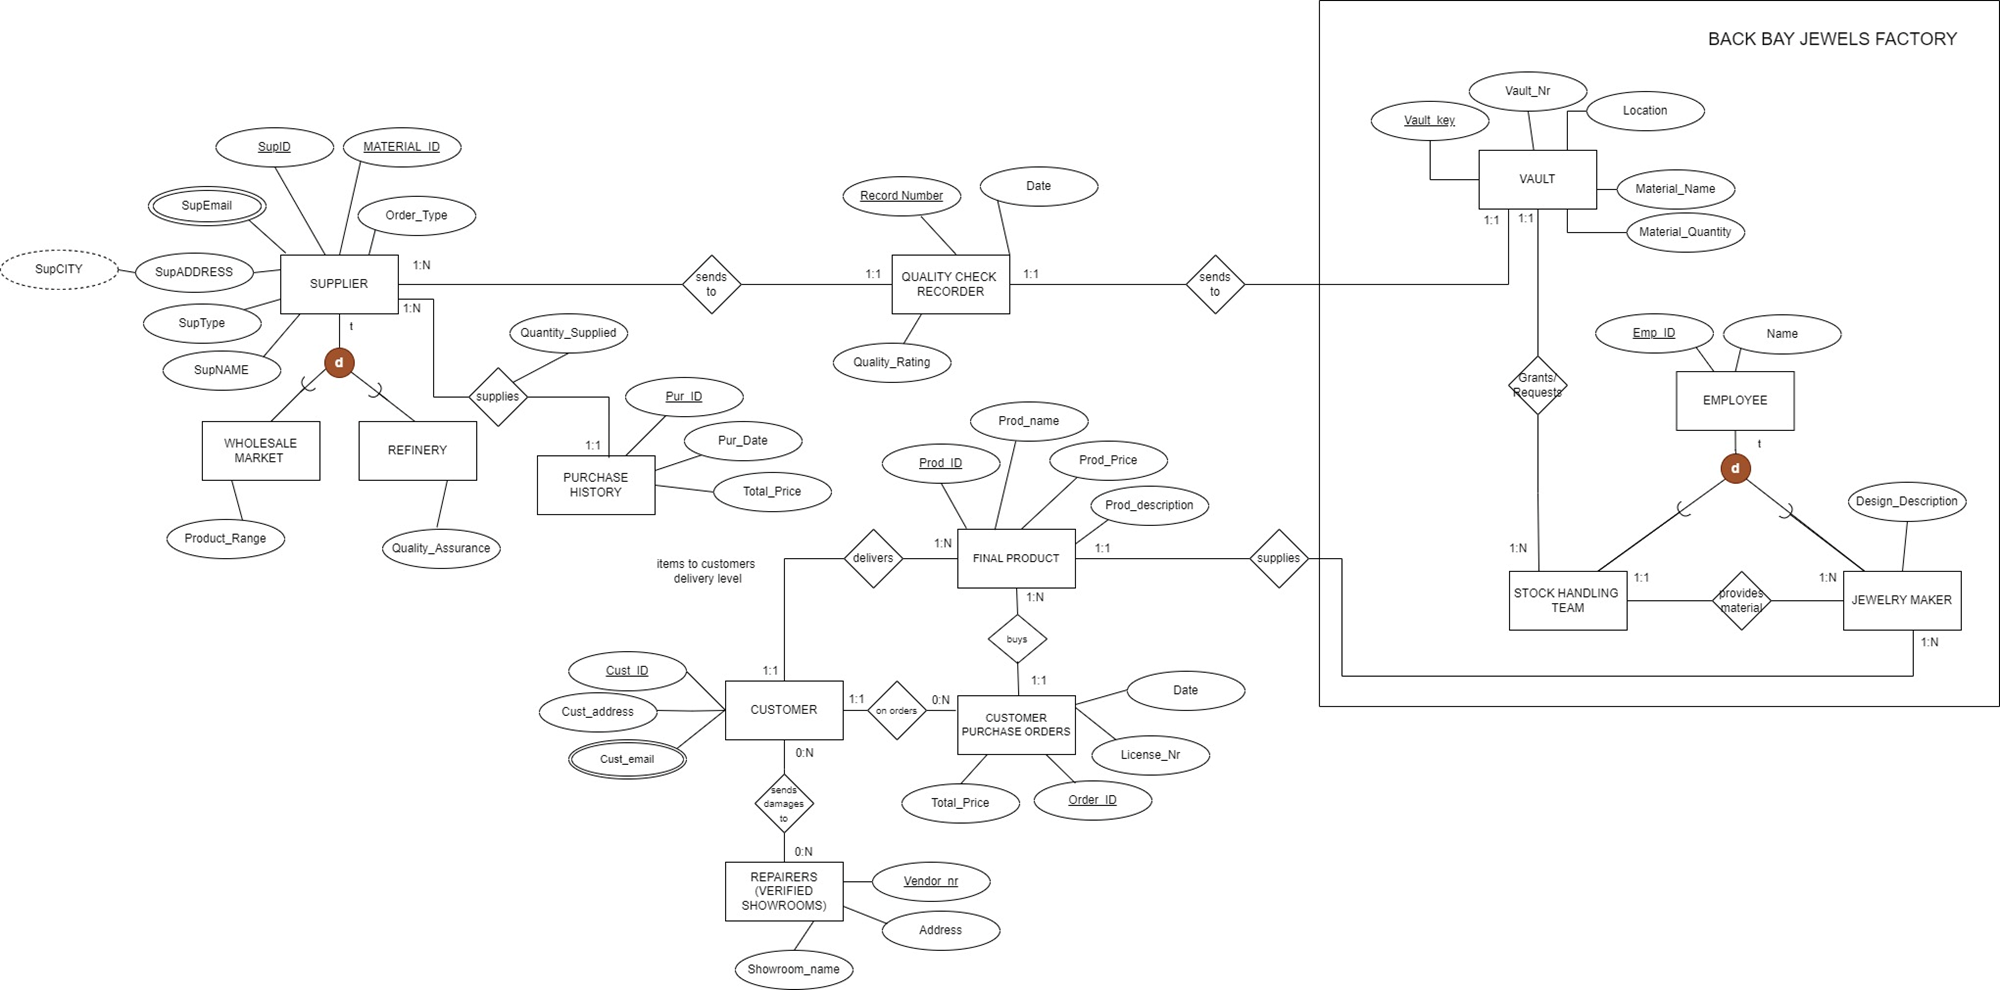 BACK BAY JEWELS FACTORY
Vault_Nr
Vault_key
Location
VAULT
Material_Name
Material_Quantity
1:1
1:1
SupID
MATERIAL_ID
SupEmail
Order_Type
SupCITY
SupADDRESS
SUPPLIER
SupType
SupNAME
1:N
1:N
t
d
sends
to
1:1
Record Number
Date
QUALITY CHECK
RECORDER
Quality_Rating
1:1
sends
to
WHOLESALE
MARKET
REFINERY
Product_Range
Quality_Assurance
Quantity_Supplied
supplies
1:1
Pur_ID
Pur_Date
Total_Price
PURCHASE
HISTORY
Grants/
Requests
Emp_ID
Name
EMPLOYEE
t
d
Design_Description
1:N
STOCK HANDLING
TEAM
1:1
provides
material
1:N
JEWELRY MAKER
1:N
Prod_name
Prod_ID
Prod_Price
Prod_description
items to customers
delivery level
delivers
1:N
FINAL PRODUCT
1:1
supplies
1:N
buys
1:1
1:1
Cust_ID
Cust_address
Cust_email
CUSTOMER
1:1
on orders
0:N
CUSTOMER
PURCHASE ORDERS
Date
License_Nr
Total_Price
Order_ID
0:N
sends
damages
to
0:N
REPAIRERS
(VERIFIED
SHOWROOMS)
Vendor_nr
Address
Showroom_name